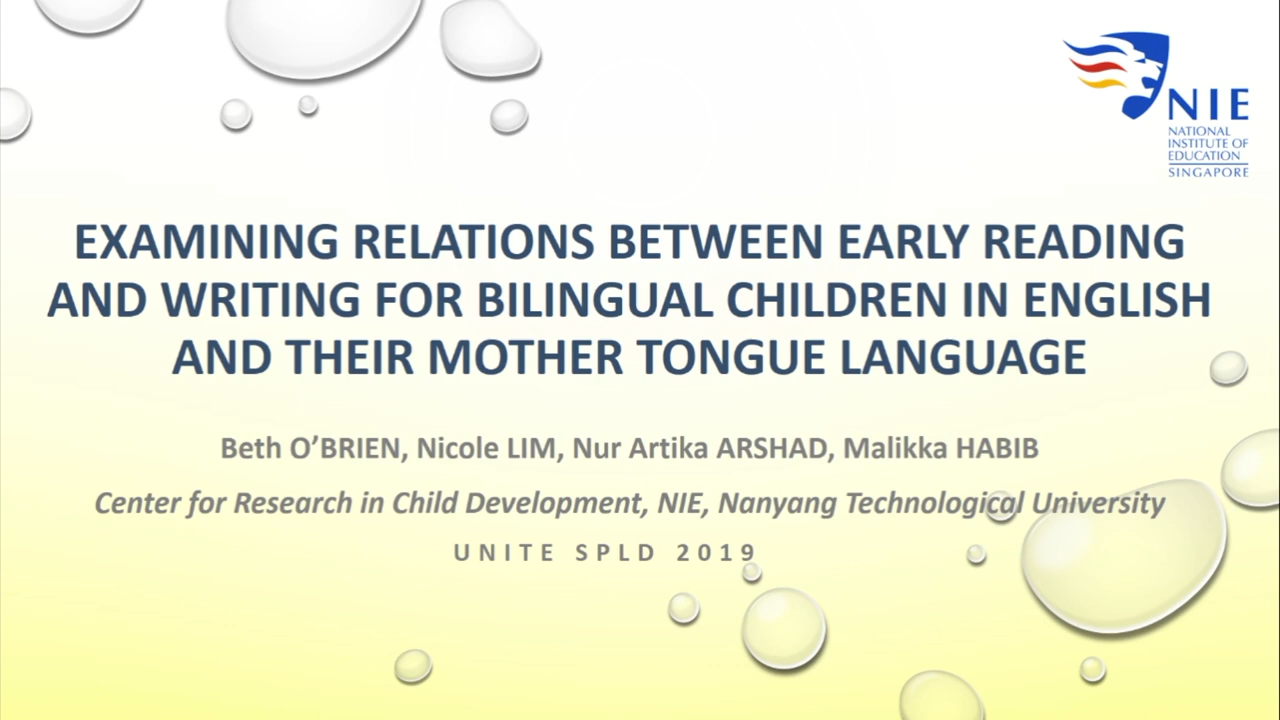 NIE
NATIONAL
INSTITUTE OF
EDUCATION
SINGAPORE
EXAMINING RELATIONS BETWEEN EARLY READING
AND WRITING FOR BILINGUAL CHILDREN IN ENGLISH
AND THEIR MOTHER TONGUE LANGUAGE
Beth O’BRIEN, Nicole LIM, Nur Artika ARSHAD, Malikka HABIB
Center for Research in Child Development, NIE, Nanyang Technological University
UNITE SPLD 2019